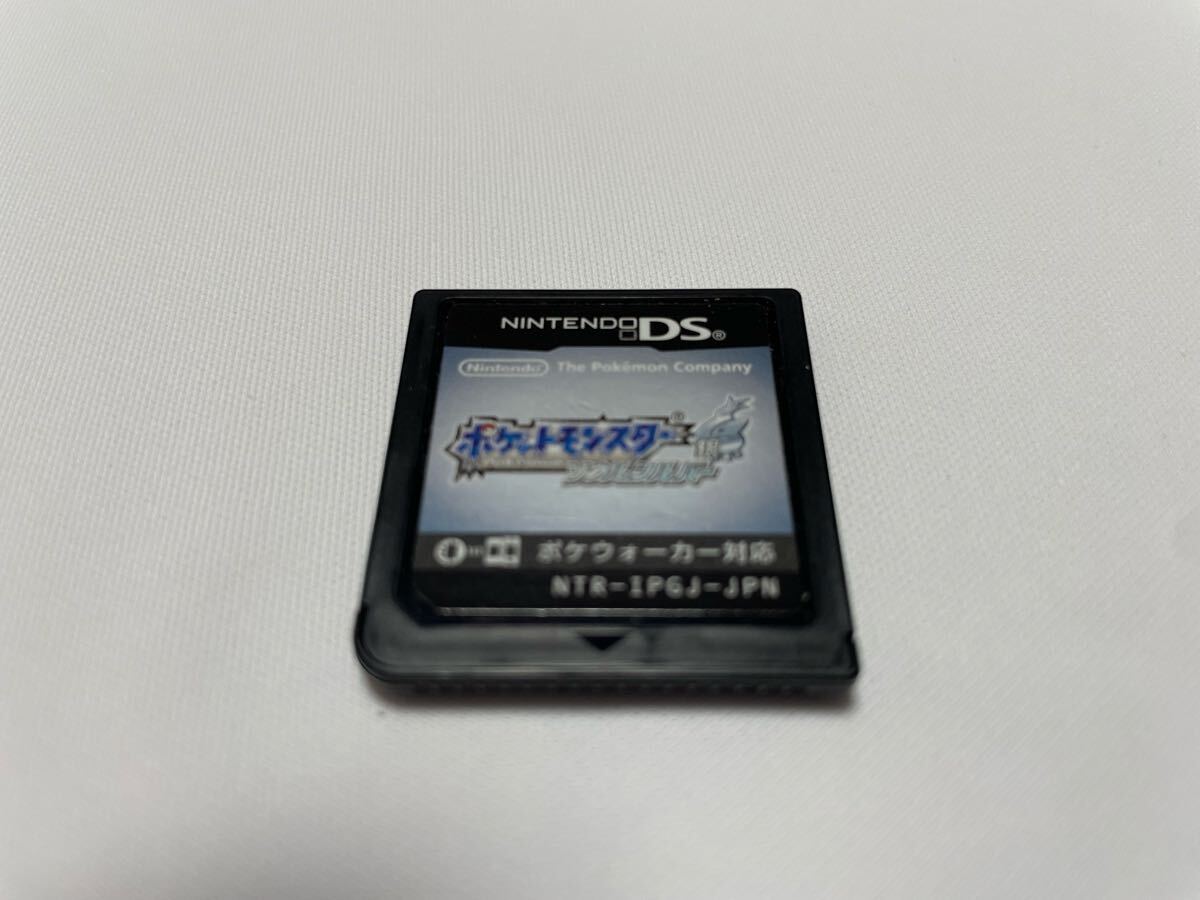 NINTENDO DS®
Nintendo The Pokémon Company
ポケットモンスター®
ソウルシルバー
ポケウォーカー対応
NTR-IPGJ-JPN